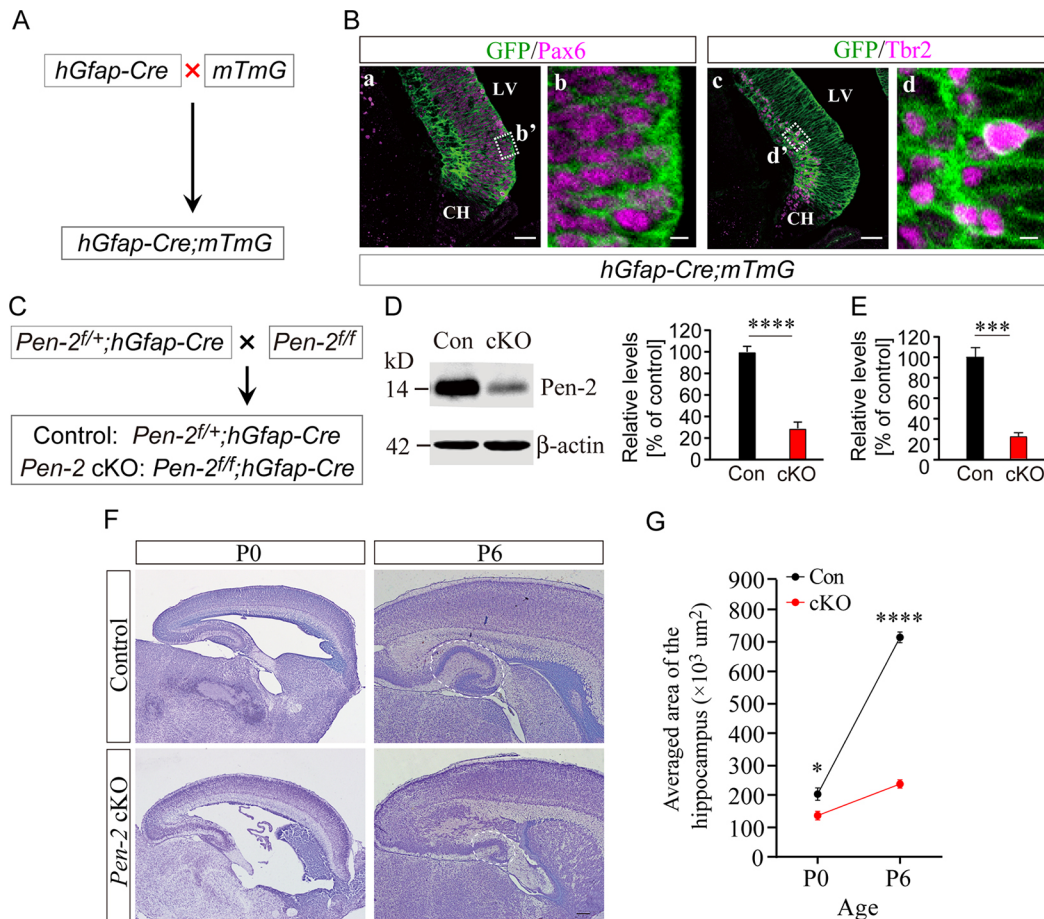 A
hGfap-Cre × mTmG
hGfap-Cre;mTmG
B
GFP/Pax6
GFP/Tbr2
a
LV
b'
CH
b
c
LV
d'
CH
d
hGfap-Cre;mTmG
C
Pen-2f/+;hGfap-Cre × Pen-2f/f
Control: Pen-2f/+;hGfap-Cre
Pen-2 cKO: Pen-2f/f;hGfap-Cre
D
Con cKO
kD
14
Pen-2
42
β-actin
Relative levels
[% of control]
120
100
80
60
40
20
0
****
Con cKO
E
Relative levels
[% of control]
120
100
80
60
40
20
0
***
Con cKO
F
P0
P6
Control
Pen-2 cKO
G
Con
cKO
Averaged area of the
hippocampus (×10³ um²)
900
800
700
600
500
400
300
200
100
0
*
****
P0
P6
Age